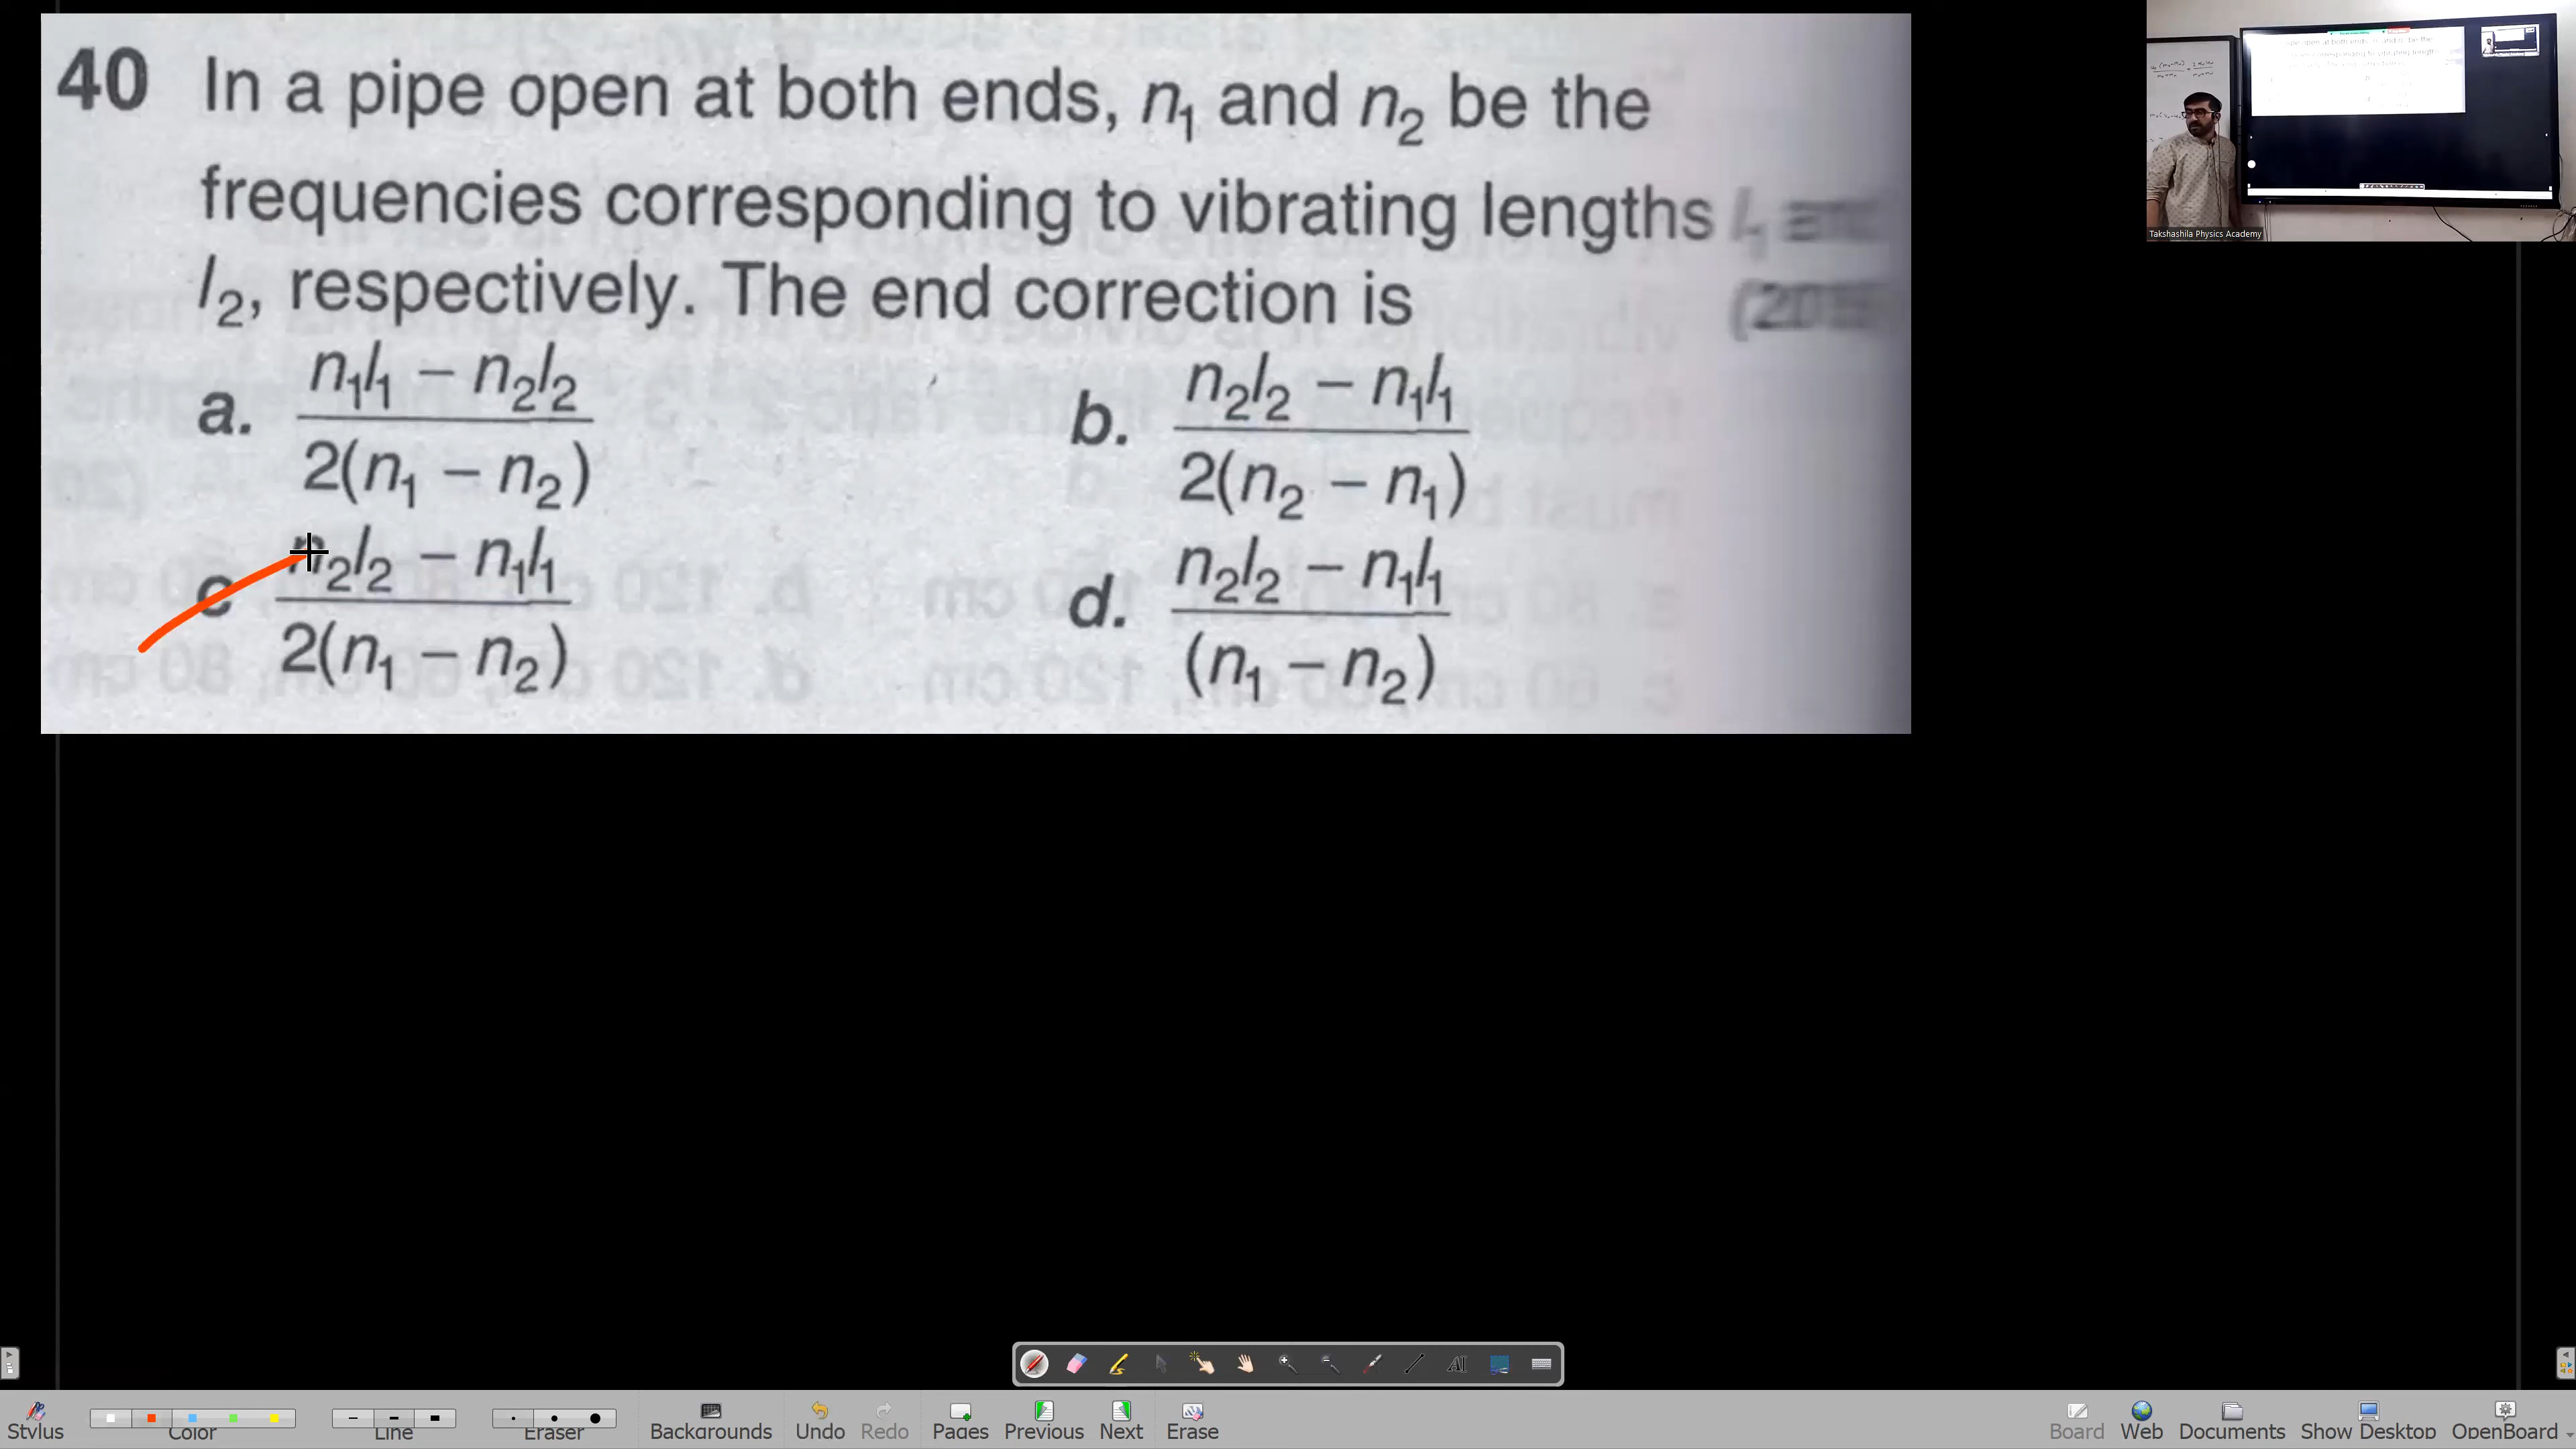 40 In a pipe open at both ends, n₁ and n₂ be the
frequencies corresponding to vibrating lengths l₁
l₂, respectively. The end correction is
a. (n₁l₁ − n₂l₂) / 2(n₁ − n₂)
b. (n₂l₂ − n₁l₁) / 2(n₂ − n₁)
c (n₂l₂ − n₁l₁) / 2(n₁ − n₂)
d. (n₂l₂ − n₁l₁) / (n₁ − n₂)
Takshashila Physics Academy
Stylus Color Line Eraser Backgrounds Undo Redo Pages Previous Next Erase Board Web Documents Show Desktop OpenBoard